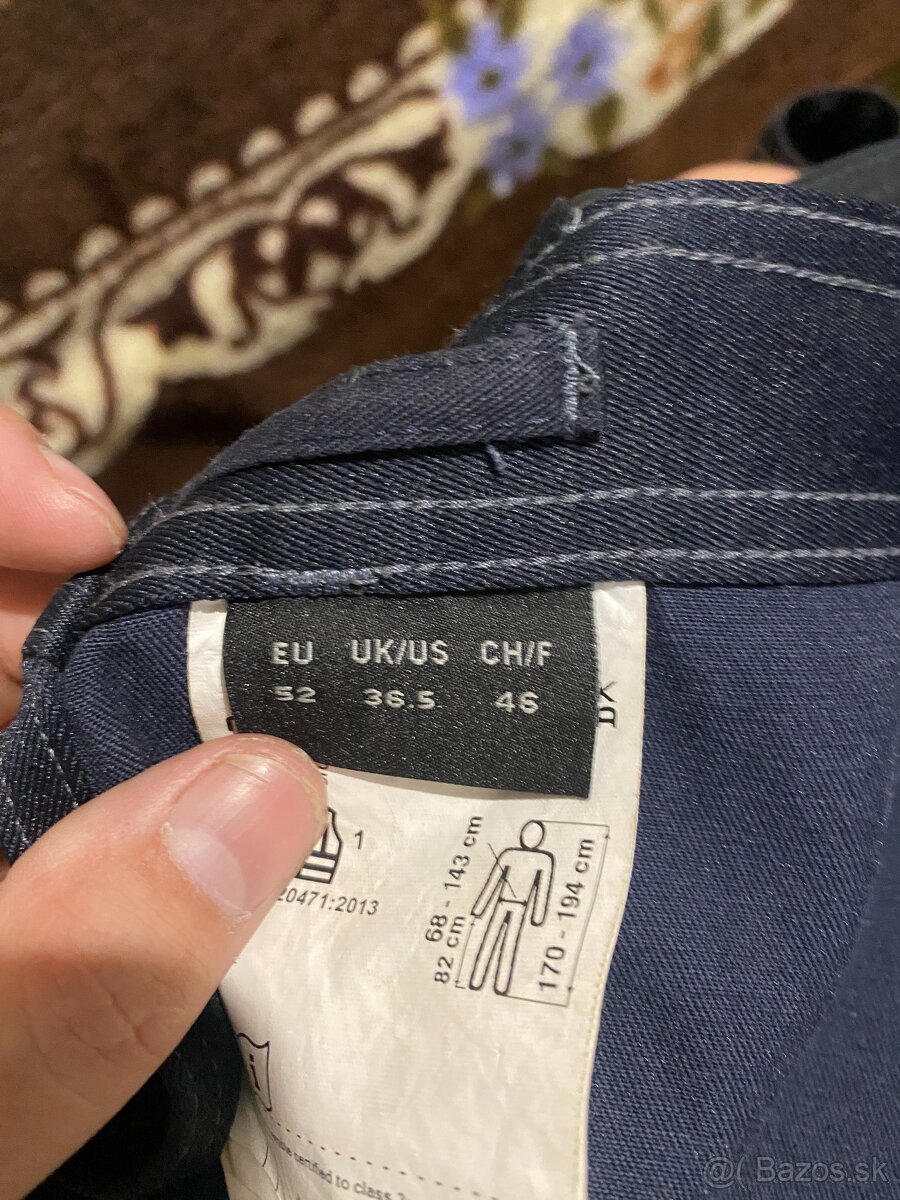 EU UK/US CH/F
52 36.5 46
DK
1
20471:2013
68 - 143 cm
82 cm
170 - 194 cm
i
certified to class
Bazos.sk